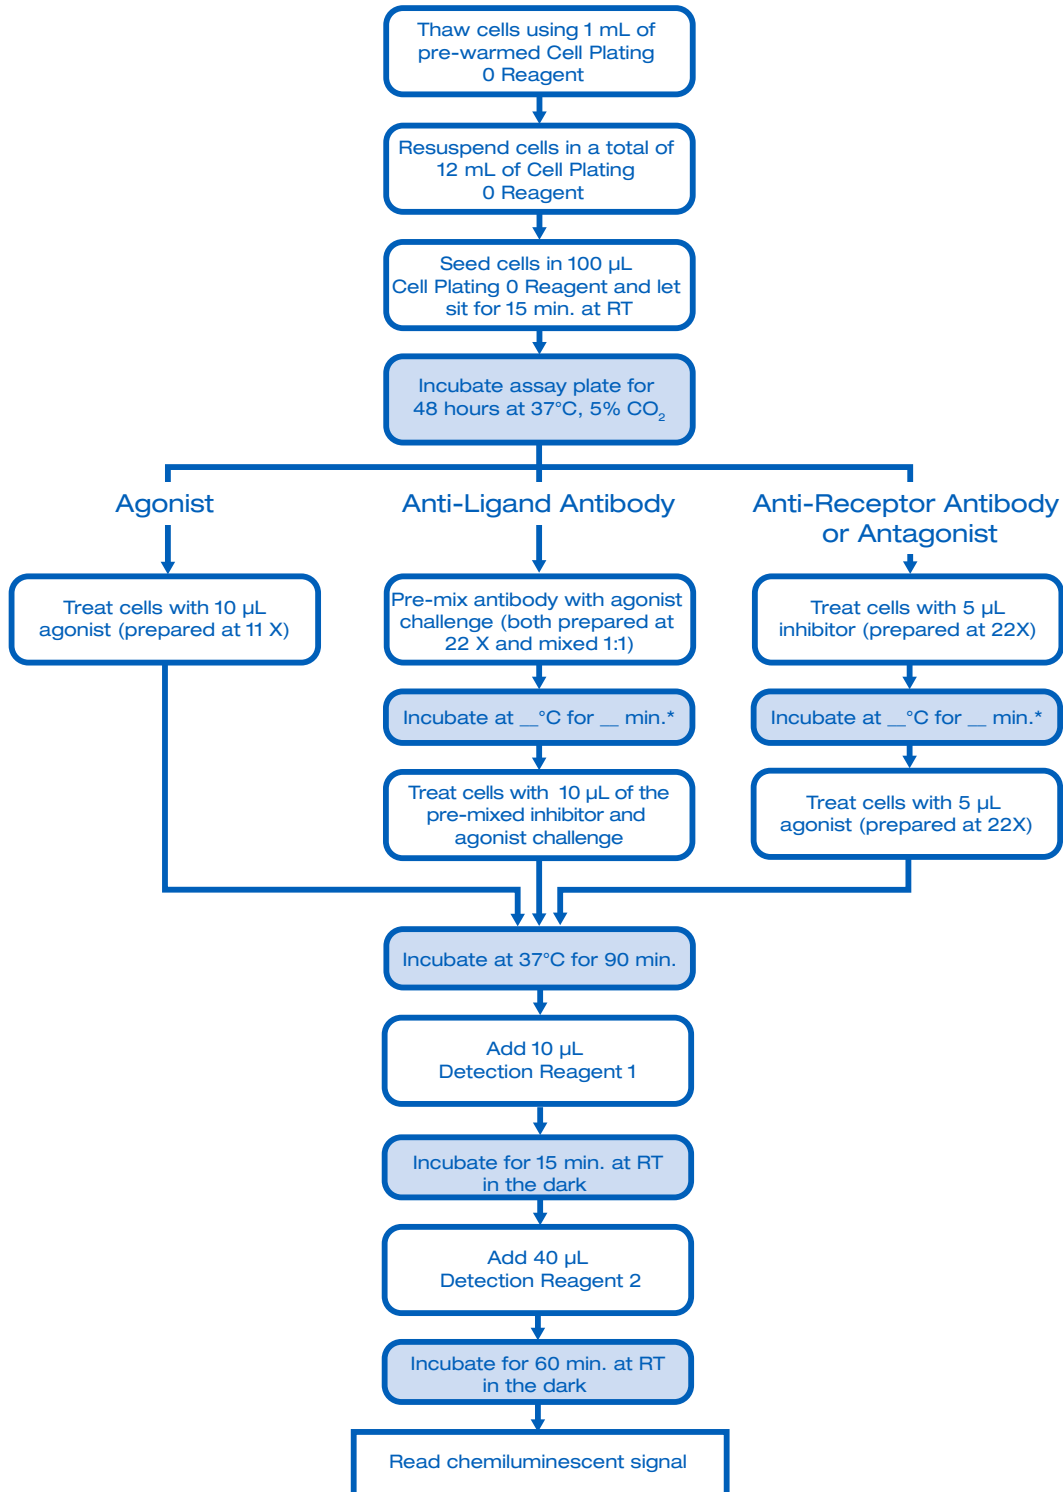 Thaw cells using 1 mL of
pre-warmed Cell Plating
0 Reagent
Resuspend cells in a total of
12 mL of Cell Plating
0 Reagent
Seed cells in 100 µL
Cell Plating 0 Reagent and let
sit for 15 min. at RT
Incubate assay plate for
48 hours at 37°C, 5% CO₂
Agonist
Treat cells with 10 µL
agonist (prepared at 11 X)
Anti-Ligand Antibody
Pre-mix antibody with agonist
challenge (both prepared at
22 X and mixed 1:1)
Incubate at __°C for __ min.*
Treat cells with 10 µL of the
pre-mixed inhibitor and
agonist challenge
Anti-Receptor Antibody
or Antagonist
Treat cells with 5 µL
inhibitor (prepared at 22X)
Incubate at __°C for __ min.*
Treat cells with 5 µL
agonist (prepared at 22X)
Incubate at 37°C for 90 min.
Add 10 µL
Detection Reagent 1
Incubate for 15 min. at RT
in the dark
Add 40 µL
Detection Reagent 2
Incubate for 60 min. at RT
in the dark
Read chemiluminescent signal